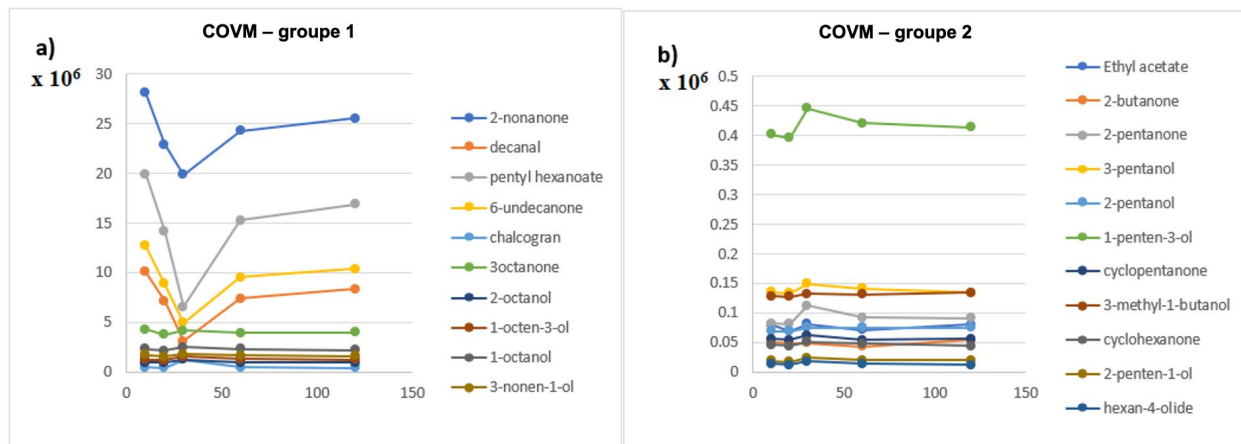 COVM – groupe 1
a)
x 10⁶
30
25
20
15
10
5
0
0
50
100
150
2-nonanone
decanal
pentyl hexanoate
6-undecanone
chalcogran
3octanone
2-octanol
1-octen-3-ol
1-octanol
3-nonen-1-ol
COVM – groupe 2
b)
x 10⁶
0.5
0.45
0.4
0.35
0.3
0.25
0.2
0.15
0.1
0.05
0
0
50
100
150
Ethyl acetate
2-butanone
2-pentanone
3-pentanol
2-pentanol
1-penten-3-ol
cyclopentanone
3-methyl-1-butanol
cyclohexanone
2-penten-1-ol
hexan-4-olide